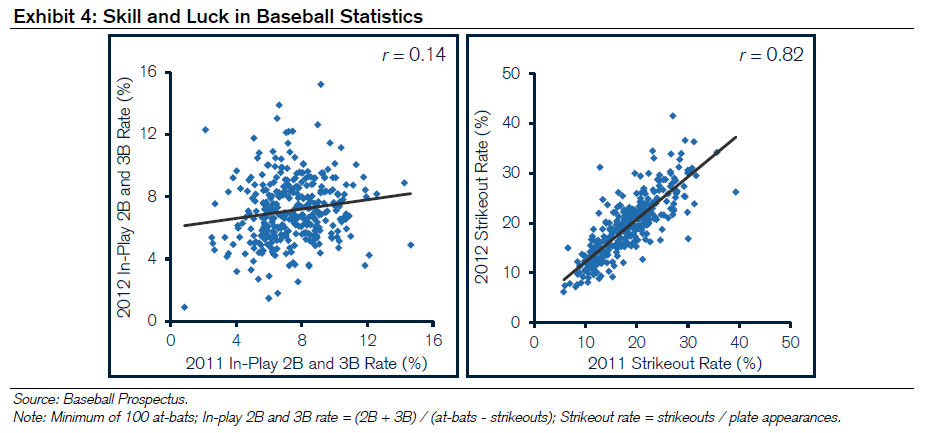 Exhibit 4: Skill and Luck in Baseball Statistics
r = 0.14
16
12
8
4
0
2012 In-Play 2B and 3B Rate (%)
0 4 8 12 16
2011 In-Play 2B and 3B Rate (%)
r = 0.82
50
40
30
20
10
0
2012 Strikeout Rate (%)
0 10 20 30 40 50
2011 Strikeout Rate (%)
Source: Baseball Prospectus.
Note: Minimum of 100 at-bats; In-play 2B and 3B rate = (2B + 3B) / (at-bats - strikeouts); Strikeout rate = strikeouts / plate appearances.